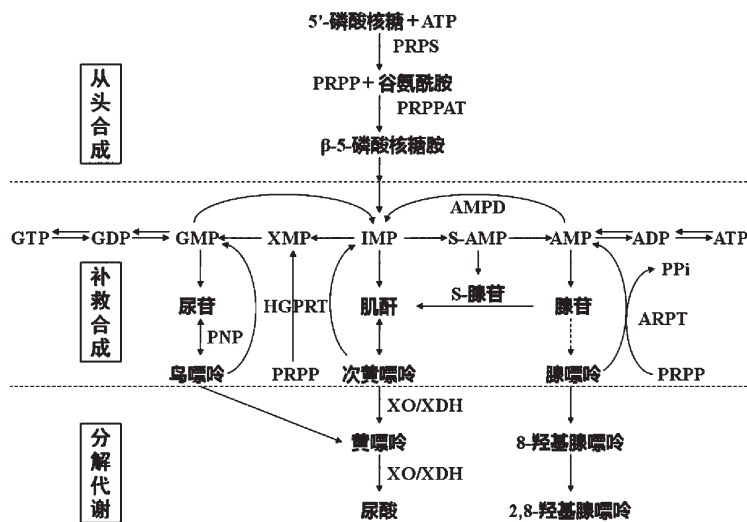 5'-磷酸核糖+ATP
PRPS
PRPP+谷氨酰胺
PRPPAT
β-5-磷酸核糖胺
从头合成
AMPD
GTP GDP GMP XMP IMP S-AMP AMP ADP ATP
PPi
补救合成
尿苷 HGPRT 肌酐 S-腺苷 腺苷 ARPT
PNP
鸟嘌呤 PRPP 次黄嘌呤 腺嘌呤 PRPP
XO/XDH
分解代谢
黄嘌呤 8-羟基腺嘌呤
XO/XDH
尿酸 2,8-羟基腺嘌呤